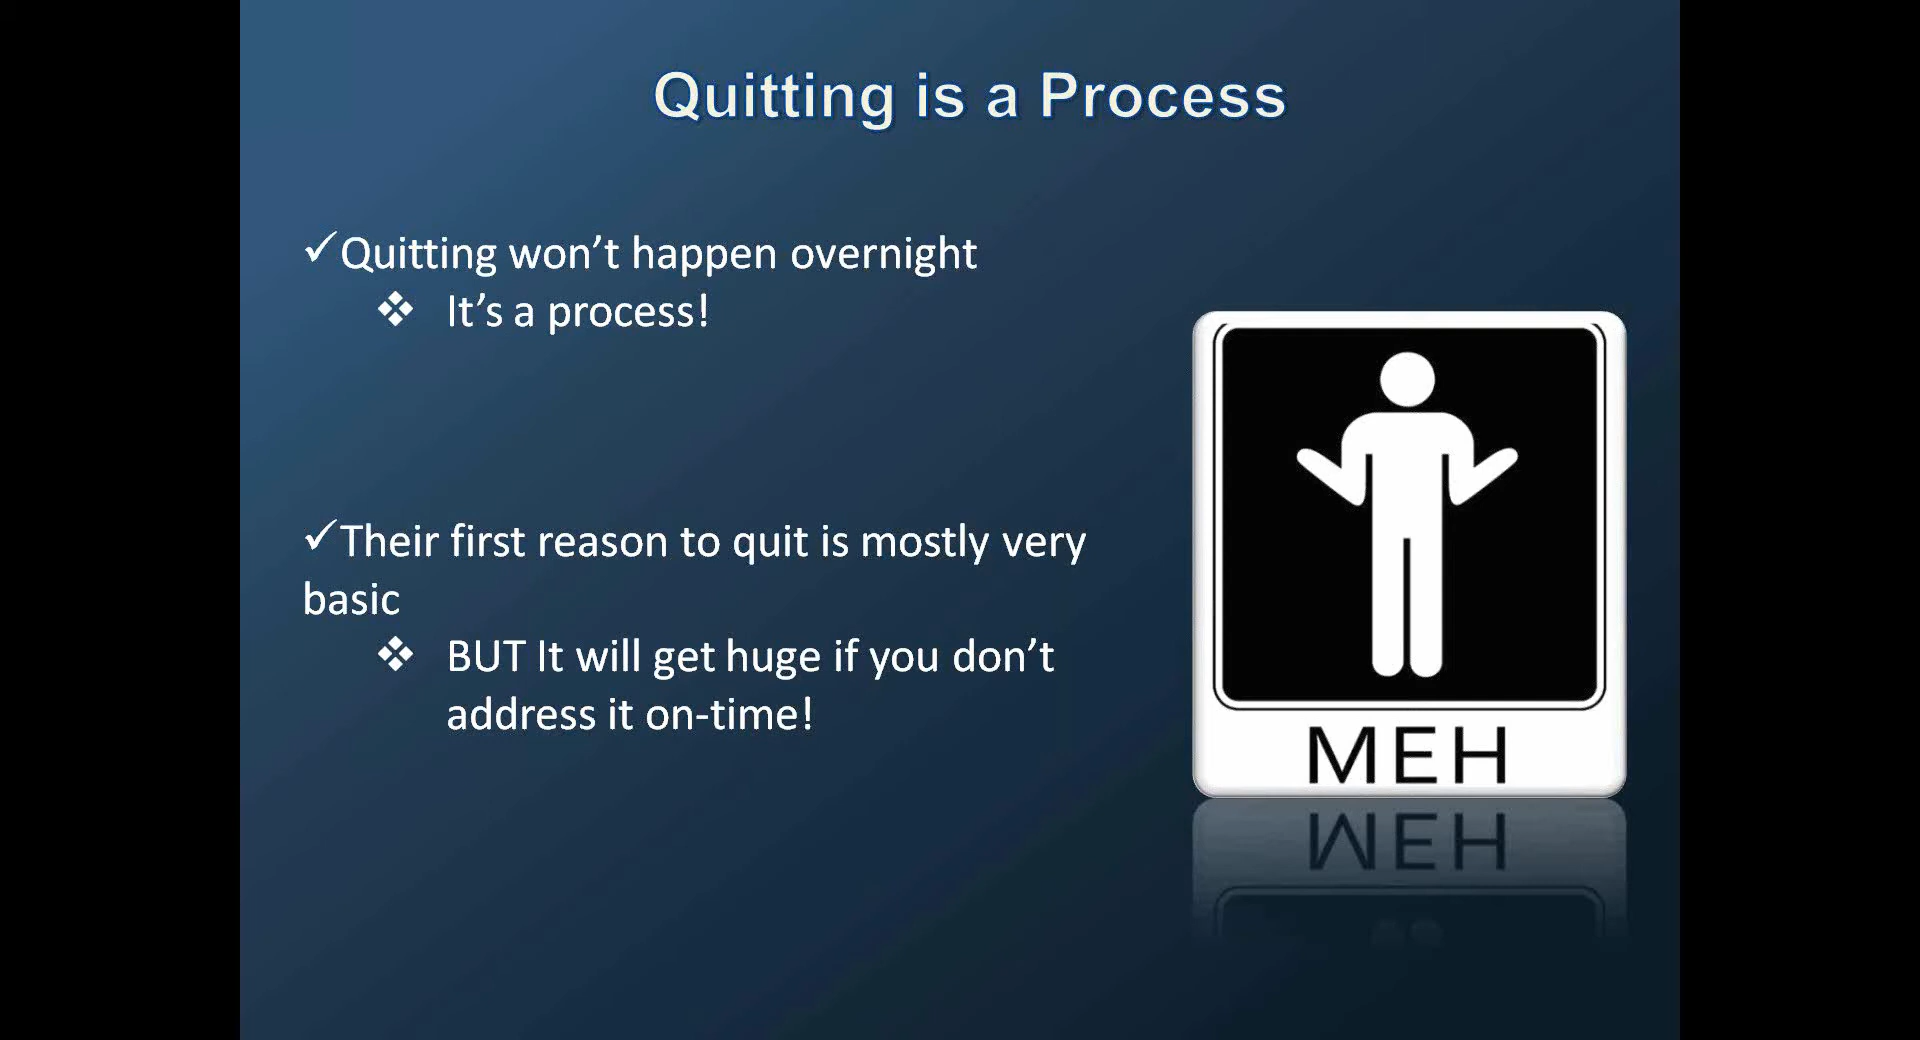 Quitting is a Process
✓Quitting won’t happen overnight
❖ It’s a process!
✓Their first reason to quit is mostly very
basic
❖ BUT It will get huge if you don’t
address it on-time!
MEH